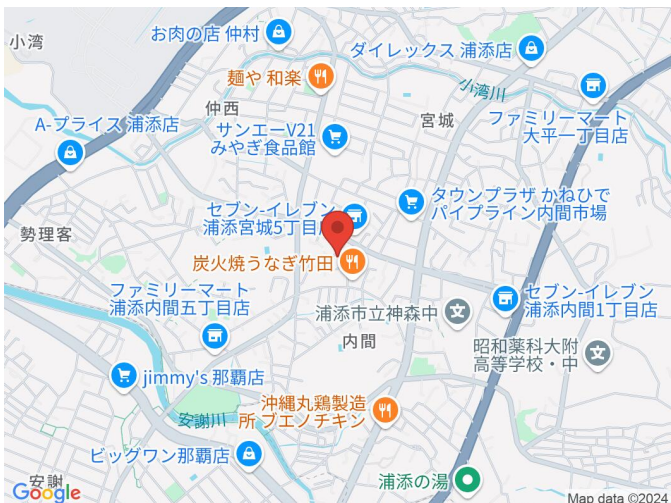 お肉の店 仲村
小湾
ダイレックス 浦添店
麺や 和楽
小湾川
仲西
ファミリーマート
大平一丁目店
宮城
A-プライス 浦添店
サンエーV21
みやぎ食品館
タウンプラザ かねひで
パイプライン内間市場
セブン-イレブン
浦添宮城5丁目店
勢理客
炭火焼うなぎ竹田
ファミリーマート
浦添内間五丁目店
セブン-イレブン
浦添内間1丁目店
浦添市立神森中
内間
昭和薬科大附
高等学校・中
jimmy's 那覇店
沖縄丸鶏製造
所 ブエノチキン
安謝川
ビッグワン那覇店
安謝
浦添の湯
Google
Map data ©2024